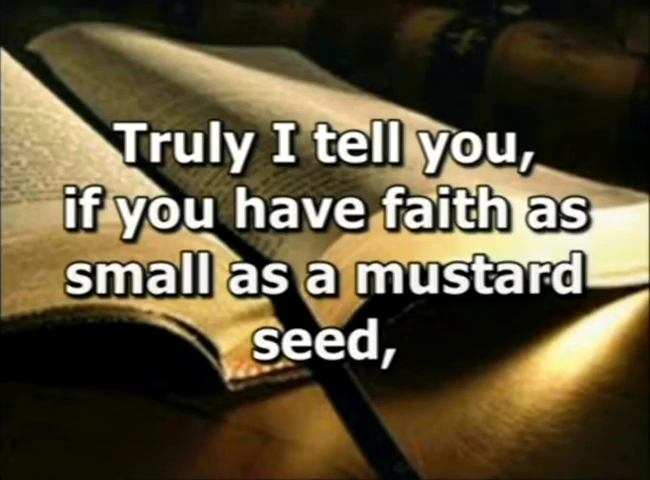 Truly I tell you,
if you have faith as
small as a mustard
seed,